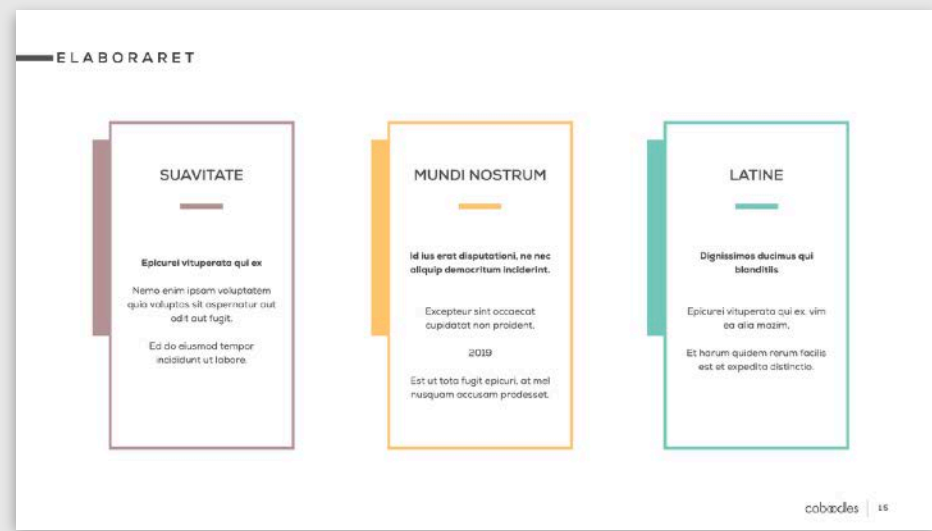 ELABORARET
SUAVITATE
Epicurei vituperata qui ex
Nemo enim ipsam voluptatem
quia voluptas sit aspernatur aut
odit aut fugit.
Ed do eiusmod tempor
incididunt ut labore.
MUNDI NOSTRUM
Id ius erat disputationi, ne nec
aliquip democritum inciderint.
Excepteur sint occaecat
cupidatat non proident,
2019
Est ut tota fugit epicuri, at mel
nusquam accusam prodesset.
LATINE
Dignissimos ducimus qui
blanditiis
Epicurei vituperata qui ex, vim
ea alia mazim,
Et harum quidem rerum facilis
est et expedita distinctio.
15